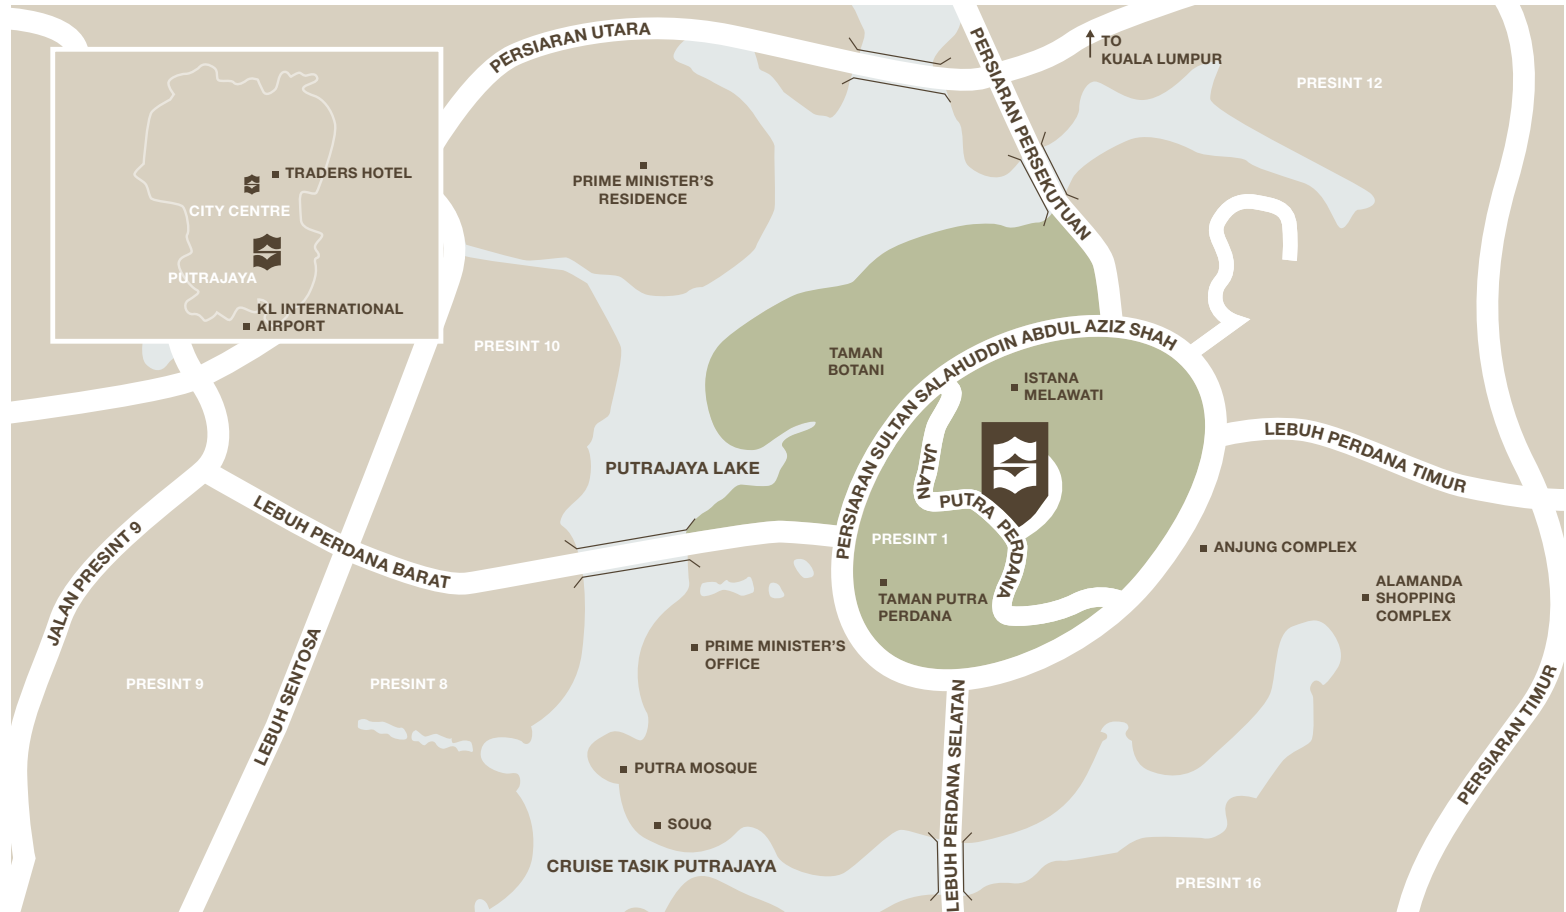 PERSIARAN UTARA
PERSIARAN PERSEKUTUAN
TO
KUALA LUMPUR
PRESINT 12
TRADERS HOTEL
CITY CENTRE
PUTRAJAYA
KL INTERNATIONAL
AIRPORT
PRIME MINISTER'S
RESIDENCE
PRESINT 10
TAMAN
BOTANI
PERSIARAN SULTAN SALAHUDDIN ABDUL AZIZ SHAH
ISTANA
MELAWATI
PUTRAJAYA LAKE
JALAN PUTRA PERDANA
LEBUH PERDANA TIMUR
LEBUH PERDANA BARAT
JALAN PRESINT 9
PRESINT 1
ANJUNG COMPLEX
TAMAN PUTRA
PERDANA
ALAMANDA
SHOPPING
COMPLEX
PRIME MINISTER'S
OFFICE
PRESINT 9
LEBUH SENTOSA
PRESINT 8
LEBUH PERDANA SELATAN
PERSIARAN TIMUR
PUTRA MOSQUE
SOUQ
CRUISE TASIK PUTRAJAYA
PRESINT 16